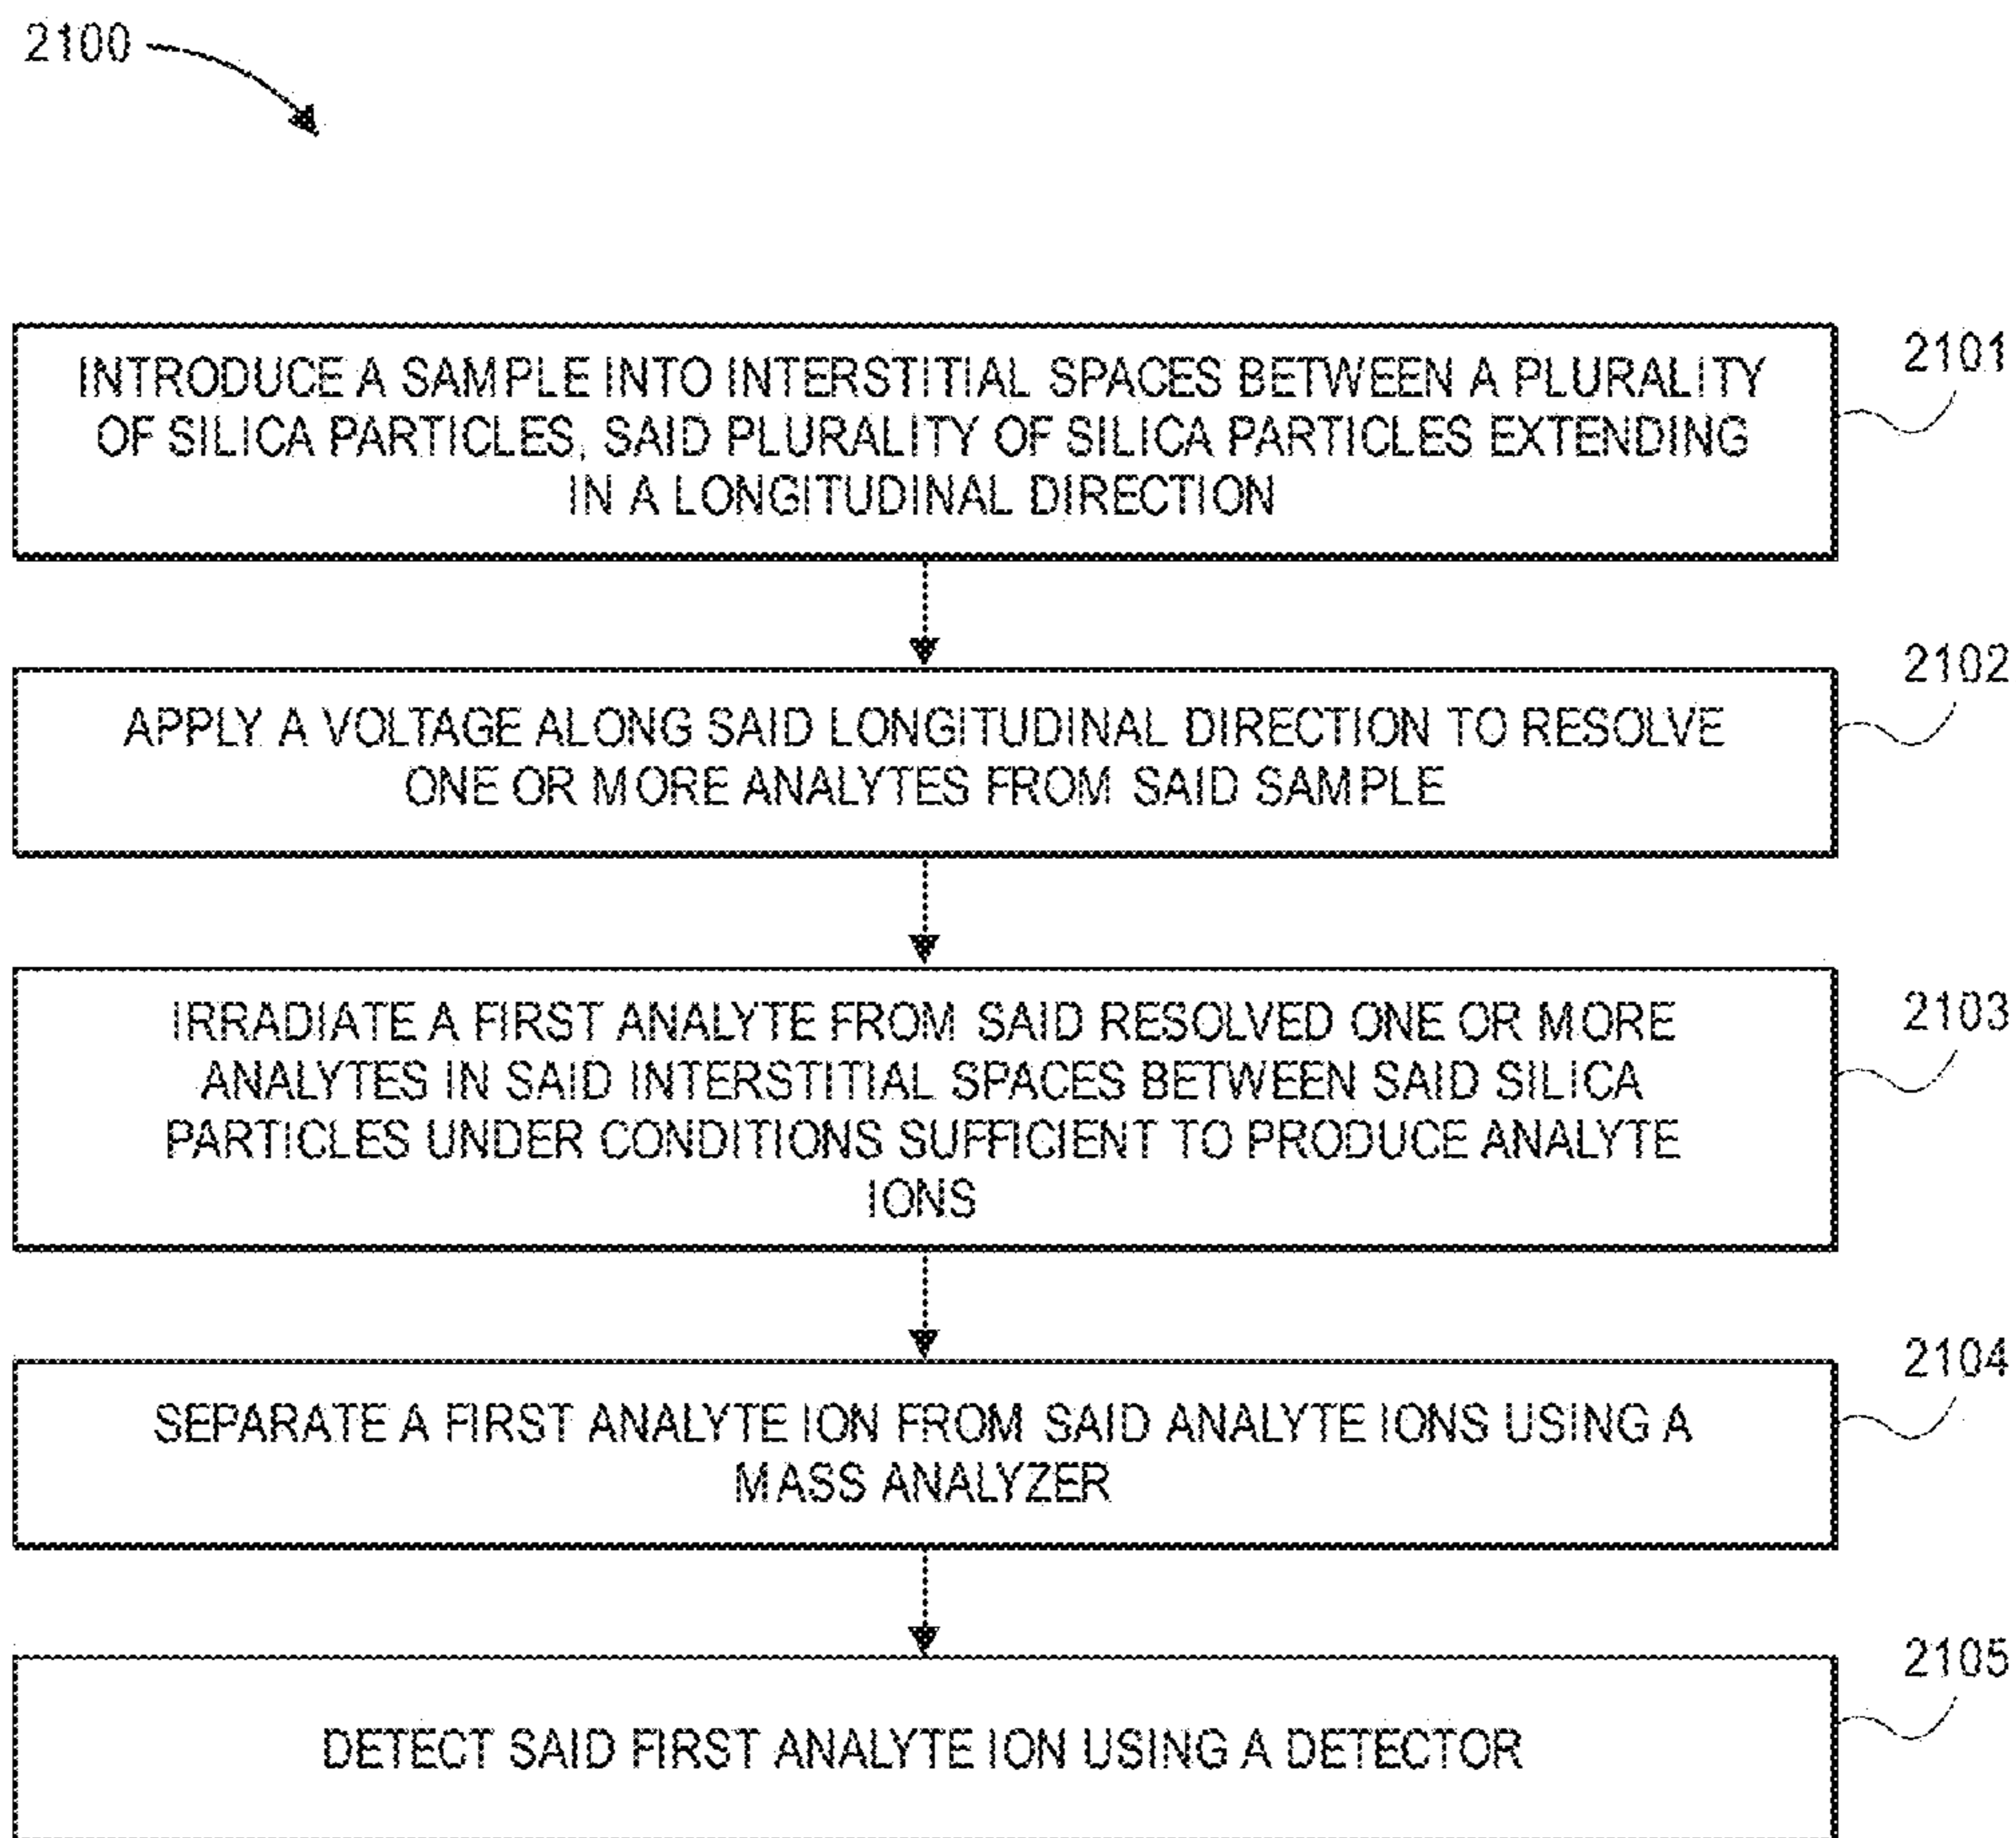 2100
INTRODUCE A SAMPLE INTO INTERSTITIAL SPACES BETWEEN A PLURALITY
OF SILICA PARTICLES, SAID PLURALITY OF SILICA PARTICLES EXTENDING
IN A LONGITUDINAL DIRECTION
2101
APPLY A VOLTAGE ALONG SAID LONGITUDINAL DIRECTION TO RESOLVE
ONE OR MORE ANALYTES FROM SAID SAMPLE
2102
IRRADIATE A FIRST ANALYTE FROM SAID RESOLVED ONE OR MORE
ANALYTES IN SAID INTERSTITIAL SPACES BETWEEN SAID SILICA
PARTICLES UNDER CONDITIONS SUFFICIENT TO PRODUCE ANALYTE
IONS
2103
SEPARATE A FIRST ANALYTE ION FROM SAID ANALYTE IONS USING A
MASS ANALYZER
2104
DETECT SAID FIRST ANALYTE ION USING A DETECTOR
2105